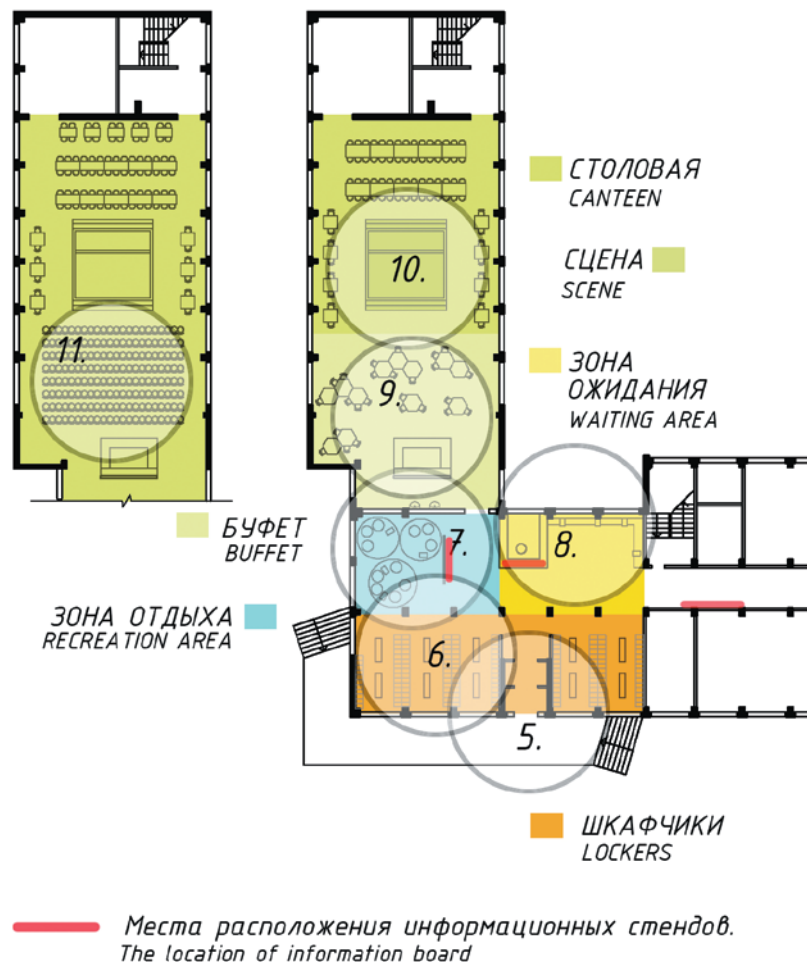 СТОЛОВАЯ
CANTEEN
10.
СЦЕНА
SCENE
11.
9.
ЗОНА
ОЖИДАНИЯ
WAITING AREA
БУФЕТ
BUFFET
7.
8.
ЗОНА ОТДЫХА
RECREATION AREA
6.
5.
ШКАФЧИКИ
LOCKERS
Места расположения информационных стендов.
The location of information board